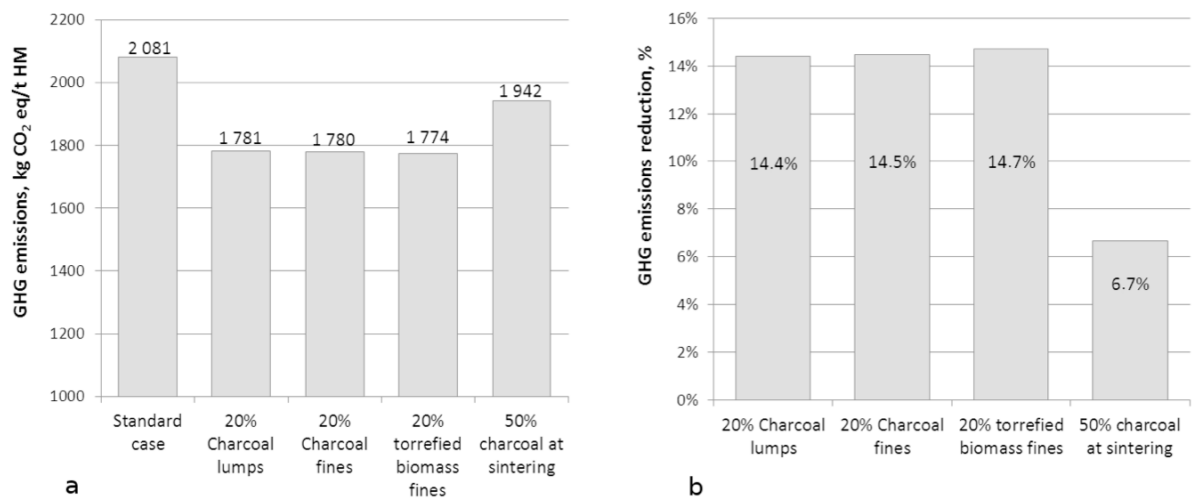 GHG emissions, kg CO₂ eq/t HM
2200
2000
1800
1600
1400
1200
1000
2 081
1 781
1 780
1 774
1 942
Standard
case
20%
Charcoal
lumps
20%
Charcoal
fines
20%
torrefied
biomass
fines
50%
charcoal at
sintering
a
GHG emissions reduction, %
16%
14%
12%
10%
8%
6%
4%
2%
0%
14.4%
14.5%
14.7%
6.7%
20% Charcoal
lumps
20% Charcoal
fines
20% torrefied
biomass fines
50% charcoal
at sintering
b